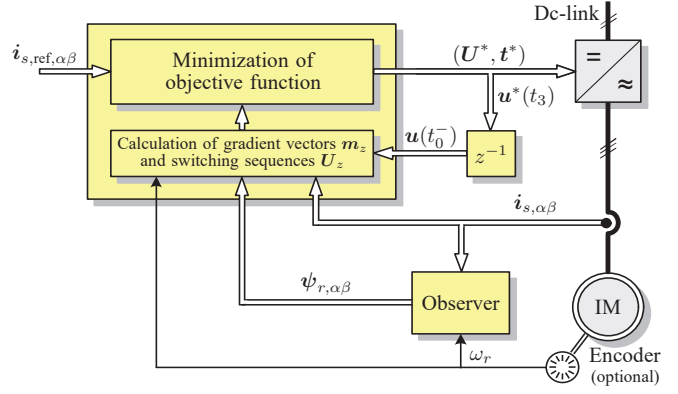 Dc-link
i_{s,ref,αβ}
Minimization of
objective function
(U*, t*)
=
≈
u*(t_3)
Calculation of gradient vectors m_z
and switching sequences U_z
u(t_0^-)
z^{-1}
i_{s,αβ}
ψ_{r,αβ}
Observer
IM
ω_r
Encoder
(optional)